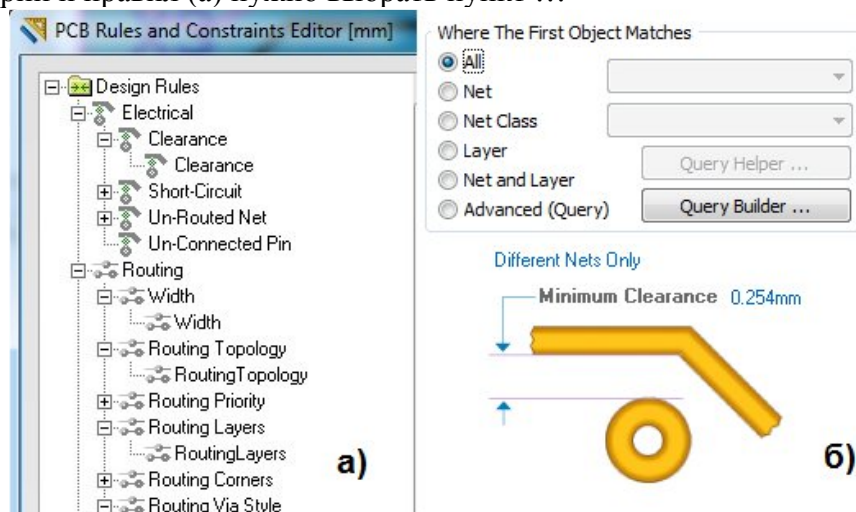 PCB Rules and Constraints Editor [mm]
Design Rules
Electrical
Clearance
Clearance
Short-Circuit
Un-Routed Net
Un-Connected Pin
Routing
Width
Width
Routing Topology
RoutingTopology
Routing Priority
Routing Layers
RoutingLayers
Routing Corners
Routing Via Style
а)
Where The First Object Matches
All
Net
Net Class
Layer
Net and Layer
Advanced (Query)
Query Helper ...
Query Builder ...
Different Nets Only
Minimum Clearance 0.254mm
б)